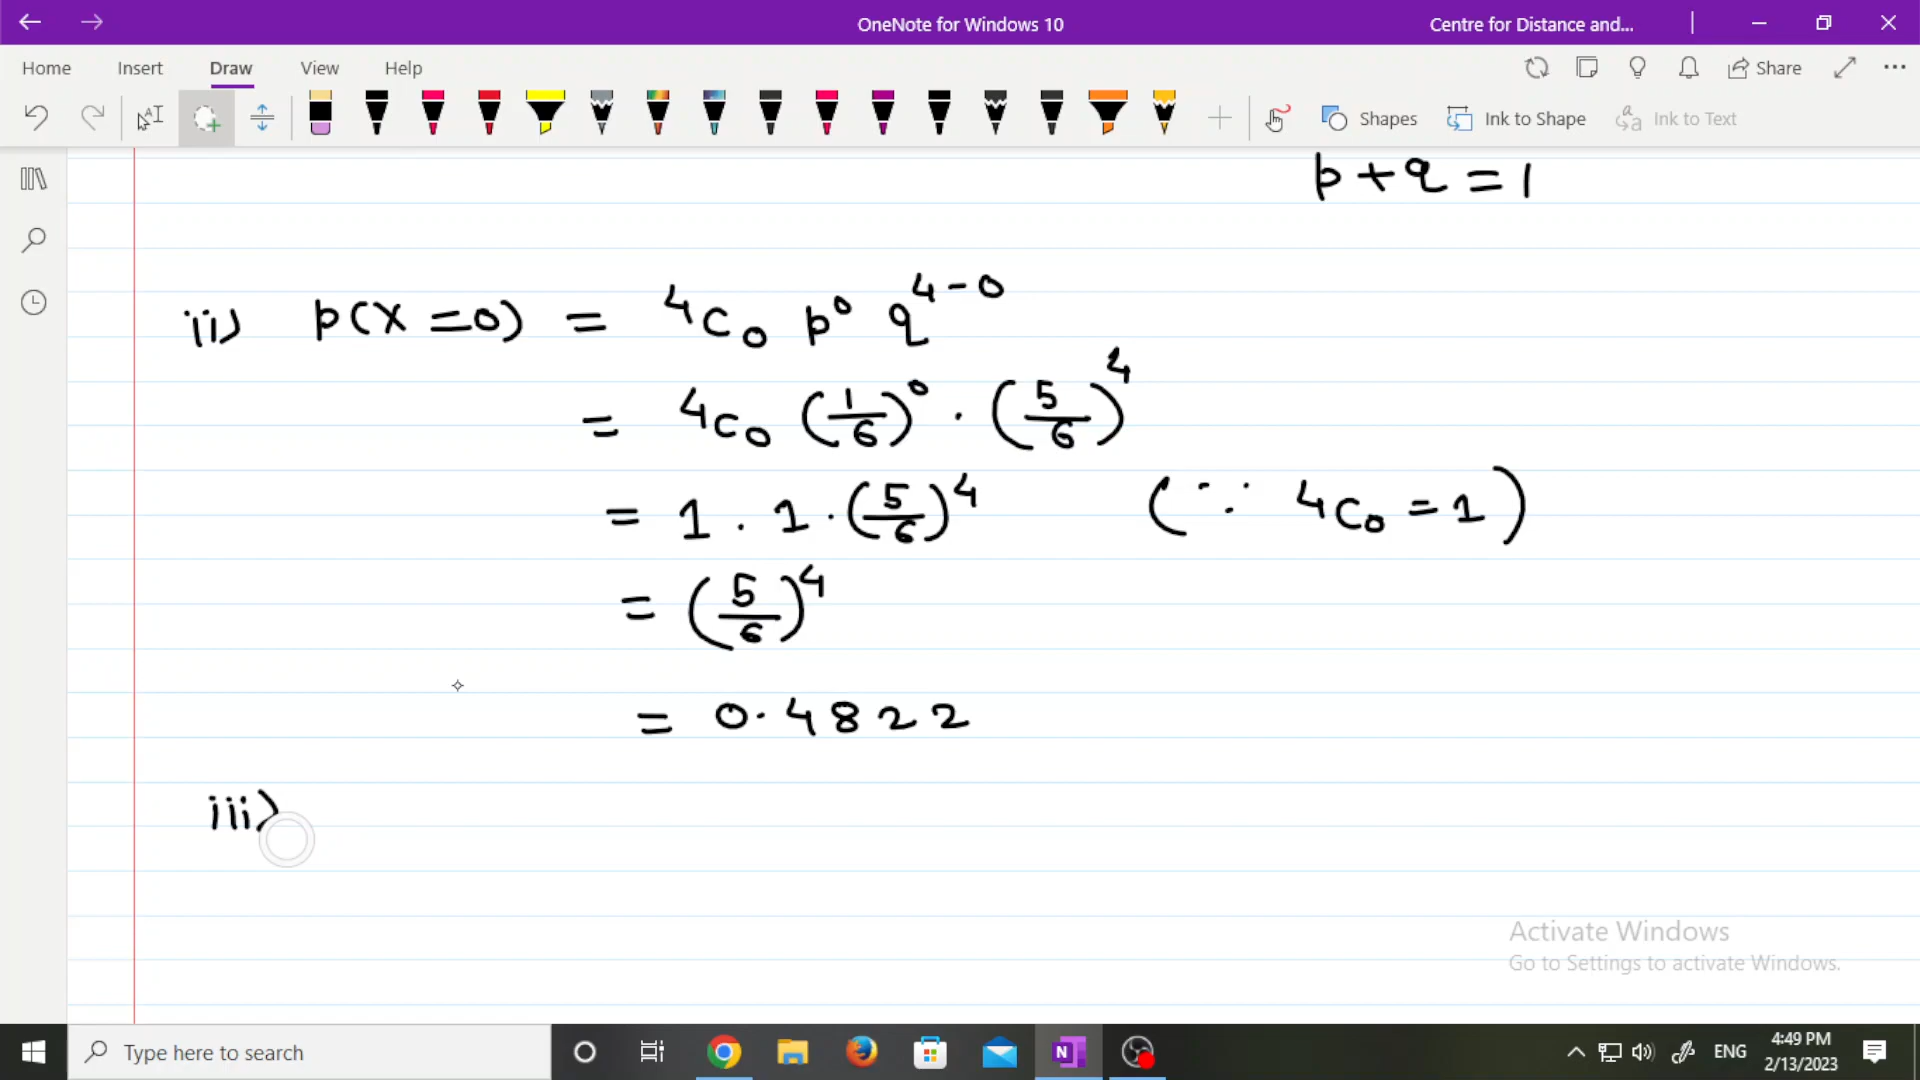 OneNote for Windows 10
Centre for Distance and...
Home Insert Draw View Help
Share
Shapes Ink to Shape Ink to Text
p + q = 1
ii) p(X = 0) = ⁴C₀ p⁰ q⁴⁻⁰
= ⁴C₀ (1/6)⁰ · (5/6)⁴
= 1 · 1 · (5/6)⁴ (∵ ⁴C₀ = 1)
= (5/6)⁴
= 0.4822
iii)
Activate Windows
Go to Settings to activate Windows.
Type here to search
ENG
4:49 PM
2/13/2023